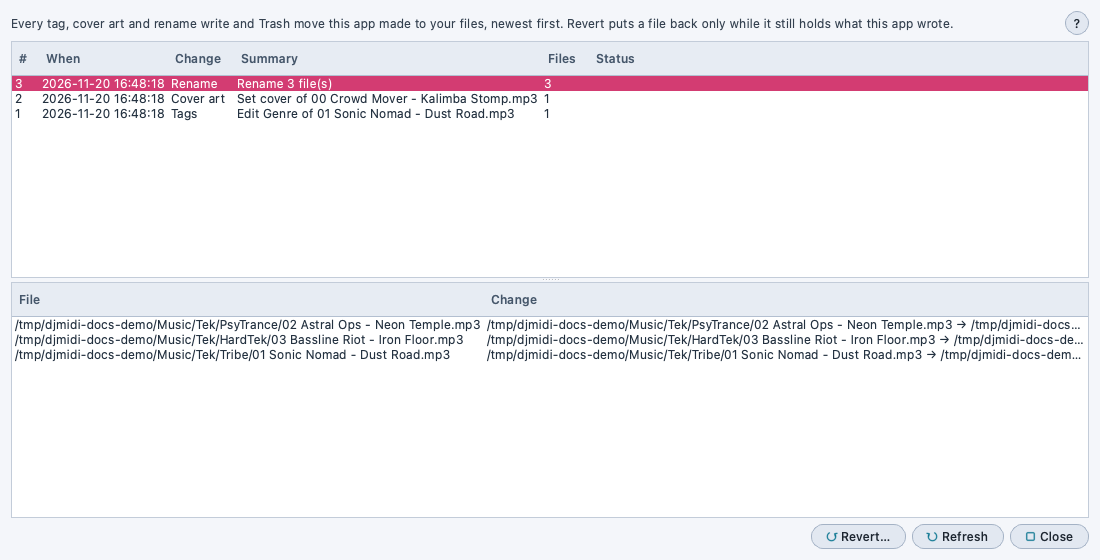 Every tag, cover art and rename write and Trash move this app made to your files, newest first. Revert puts a file back only while it still holds what this app wrote.
?
# When Change Summary Files Status
3 2026-11-20 16:48:18 Rename Rename 3 file(s) 3
2 2026-11-20 16:48:18 Cover art Set cover of 00 Crowd Mover - Kalimba Stomp.mp3 1
1 2026-11-20 16:48:18 Tags Edit Genre of 01 Sonic Nomad - Dust Road.mp3 1
File Change
/tmp/djmidi-docs-demo/Music/Tek/PsyTrance/02 Astral Ops - Neon Temple.mp3 /tmp/djmidi-docs-demo/Music/Tek/PsyTrance/02 Astral Ops - Neon Temple.mp3 → /tmp/djmidi-docs...
/tmp/djmidi-docs-demo/Music/Tek/HardTek/03 Bassline Riot - Iron Floor.mp3 /tmp/djmidi-docs-demo/Music/Tek/HardTek/03 Bassline Riot - Iron Floor.mp3 → /tmp/djmidi-docs-de...
/tmp/djmidi-docs-demo/Music/Tek/Tribe/01 Sonic Nomad - Dust Road.mp3 /tmp/djmidi-docs-demo/Music/Tek/Tribe/01 Sonic Nomad - Dust Road.mp3 → /tmp/djmidi-docs-dem...
Revert... Refresh Close